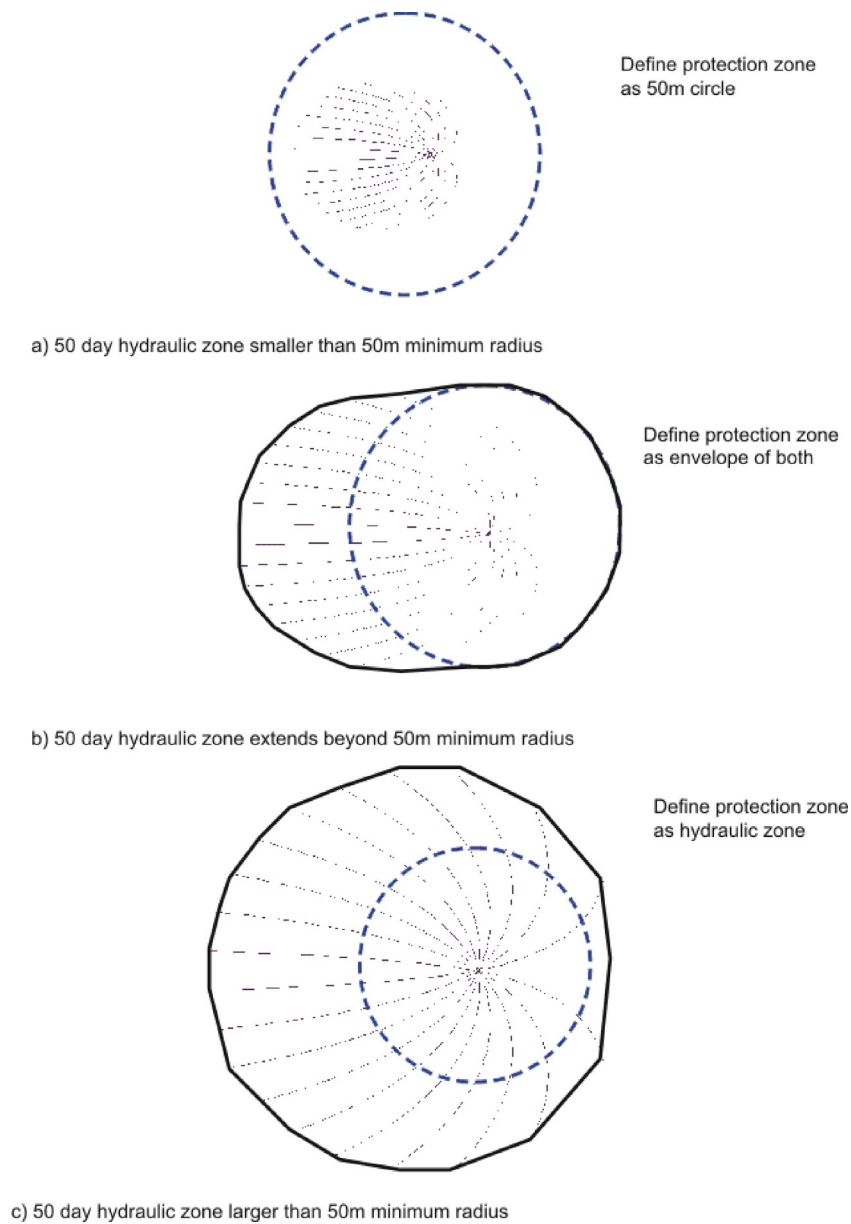 Define protection zone
as 50m circle
a) 50 day hydraulic zone smaller than 50m minimum radius
Define protection zone
as envelope of both
b) 50 day hydraulic zone extends beyond 50m minimum radius
Define protection zone
as hydraulic zone
c) 50 day hydraulic zone larger than 50m minimum radius